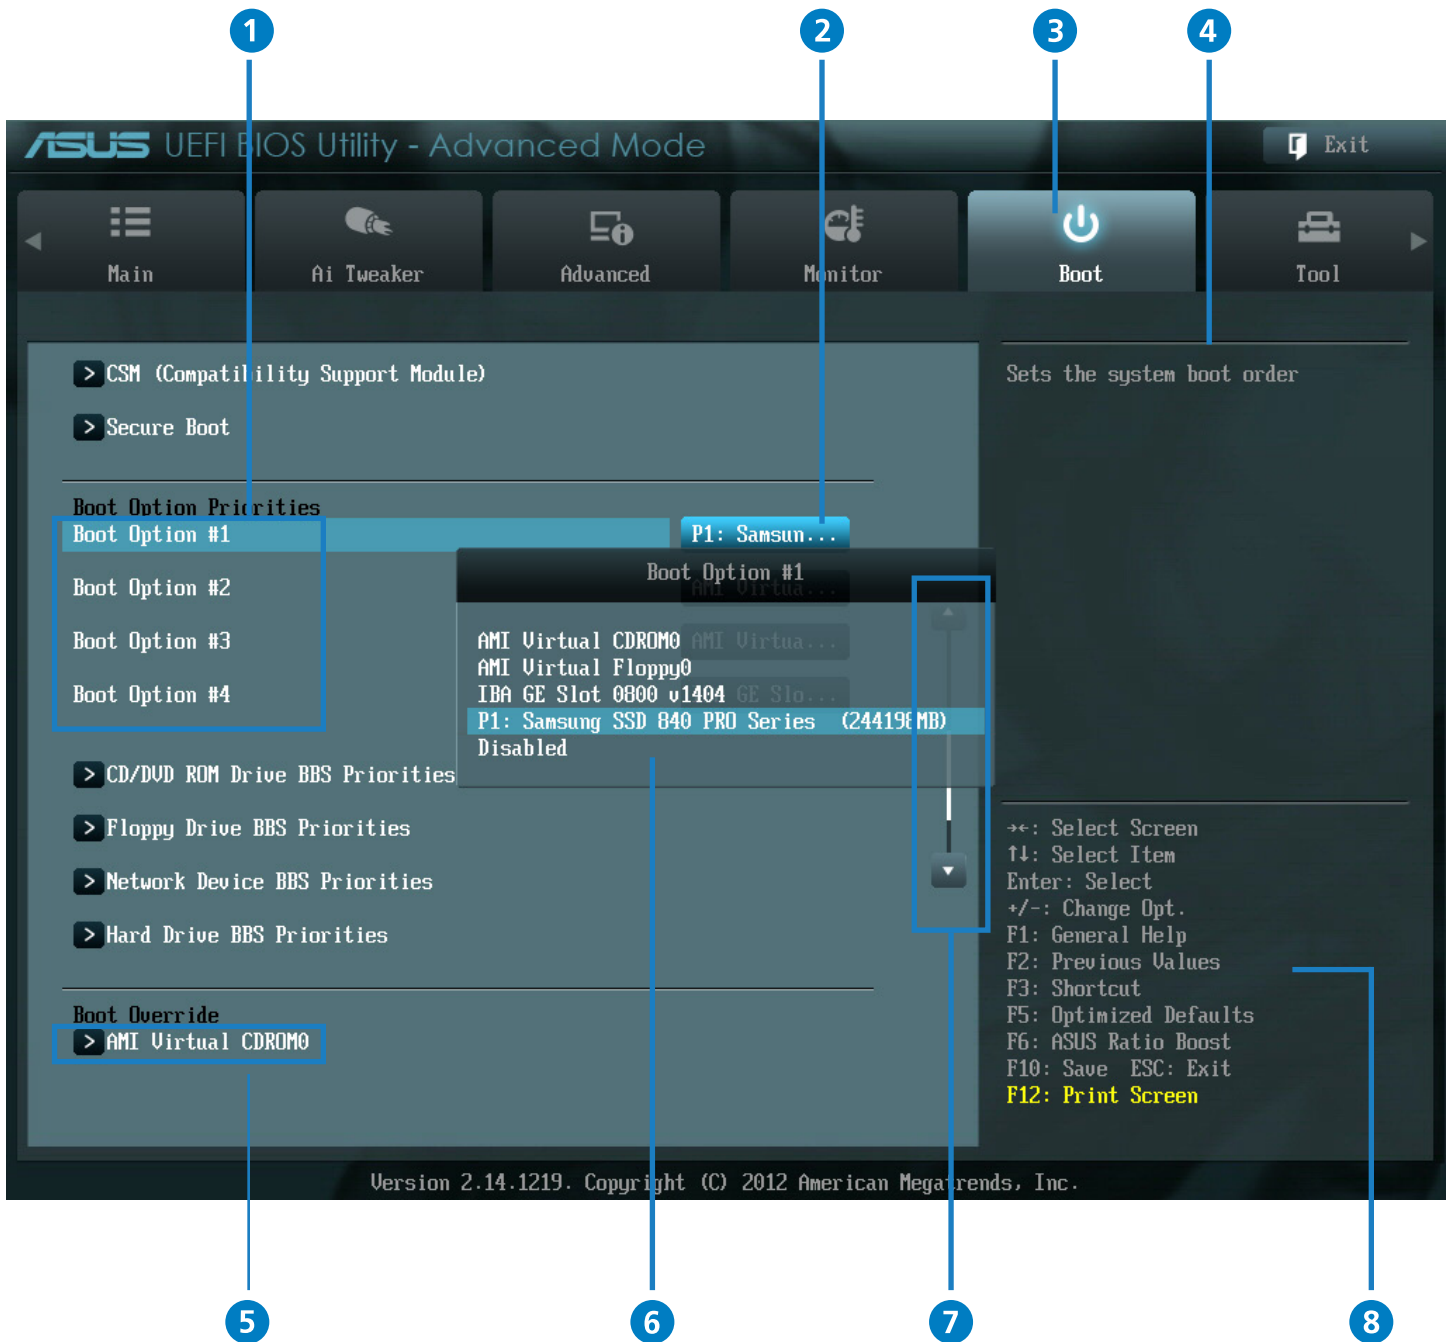 1 2 3 4
ASUS UEFI BIOS Utility - Advanced Mode
Exit
Main Ai Tweaker Advanced Monitor Boot Tool
CSM (Compatibility Support Module)
Secure Boot
Boot Option Priorities
Boot Option #1 P1: Samsun...
Boot Option #2 AMI Virtua...
Boot Option #3 AMI Virtua...
Boot Option #4 GE Slo...
Boot Option #1
AMI Virtual CDROM0
AMI Virtual Floppy0
IBA GE Slot 0800 v1404
P1: Samsung SSD 840 PRO Series (244198MB)
Disabled
CD/DVD ROM Drive BBS Priorities
Floppy Drive BBS Priorities
Network Device BBS Priorities
Hard Drive BBS Priorities
Boot Override
AMI Virtual CDROM0
Sets the system boot order
→←: Select Screen
↑↓: Select Item
Enter: Select
+/-: Change Opt.
F1: General Help
F2: Previous Values
F3: Shortcut
F5: Optimized Defaults
F6: ASUS Ratio Boost
F10: Save ESC: Exit
F12: Print Screen
Version 2.14.1219. Copyright (C) 2012 American Megatrends, Inc.
5 6 7 8